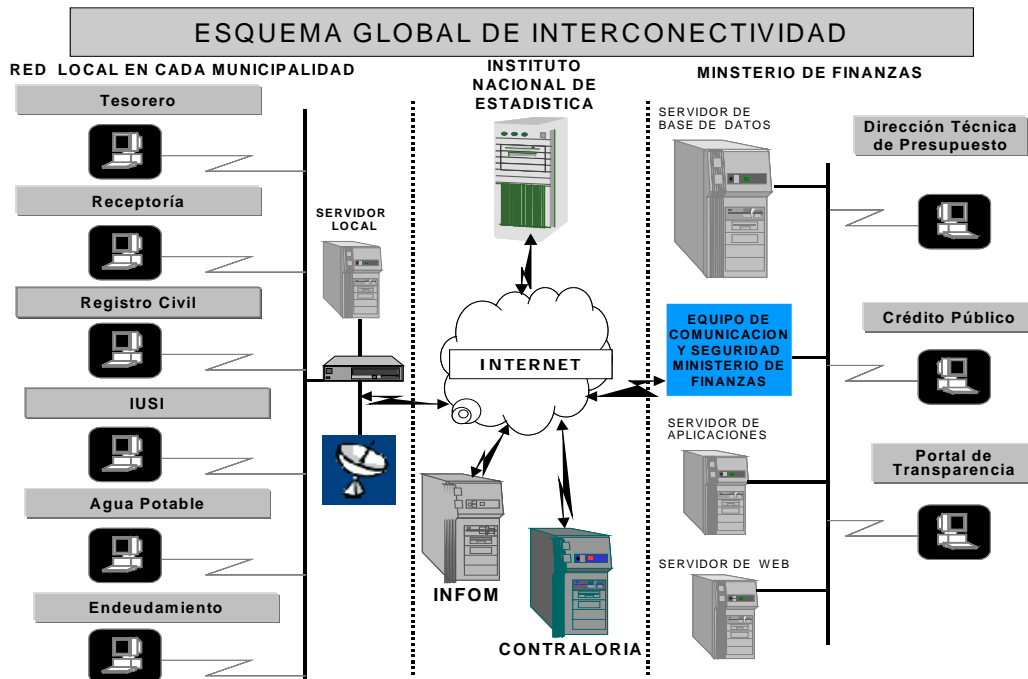 ESQUEMA GLOBAL DE INTERCONECTIVIDAD
RED LOCAL EN CADA MUNICIPALIDAD
Tesorero
Receptoría
Registro Civil
IUSI
Agua Potable
Endeudamiento
SERVIDOR
LOCAL
INSTITUTO
NACIONAL DE
ESTADISTICA
INTERNET
INFOM
CONTRALORIA
MINSTERIO DE FINANZAS
SERVIDOR DE
BASE DE DATOS
EQUIPO DE
COMUNICACION
Y SEGURIDAD
MINISTERIO DE
FINANZAS
SERVIDOR DE
APLICACIONES
SERVIDOR DE WEB
Dirección Técnica
de Presupuesto
Crédito Público
Portal de
Transparencia